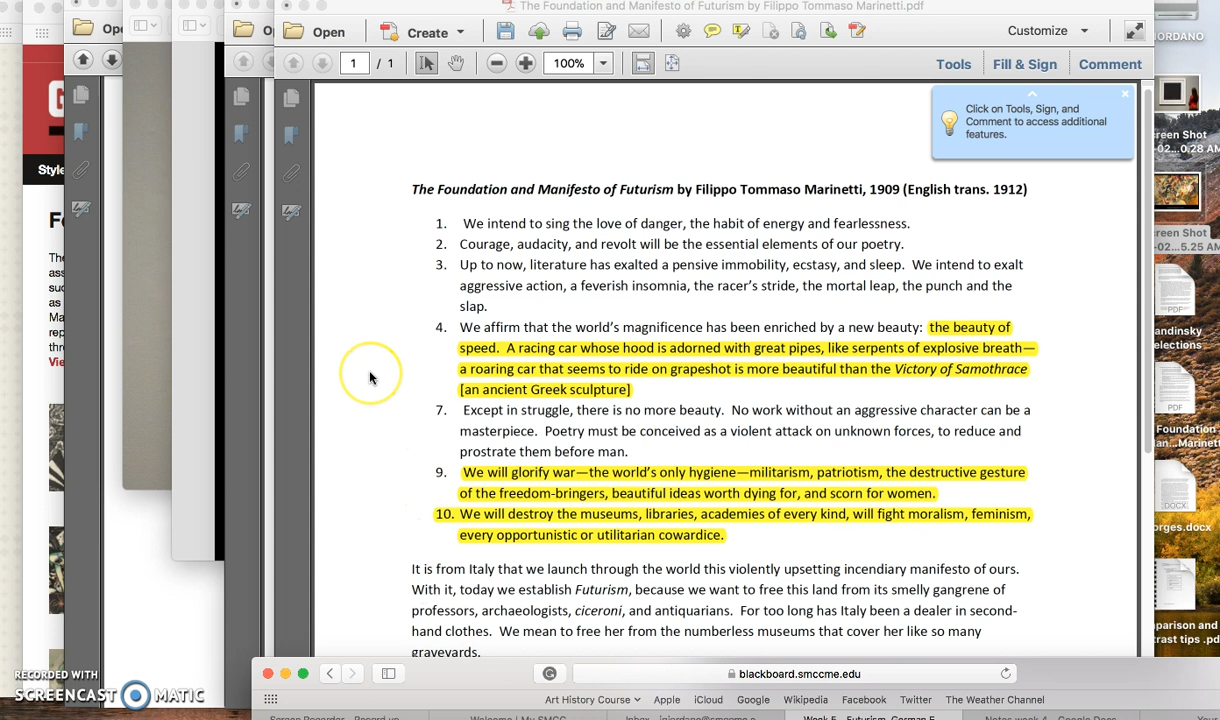 The Foundation and Manifesto of Futurism by Filippo Tommaso Marinetti.pdf
Open
Create
Customize
1 / 1
100%
Tools
Fill & Sign
Comment
Click on Tools, Sign, and
Comment to access additional
features.
Style
The Foundation and Manifesto of Futurism by Filippo Tommaso Marinetti, 1909 (English trans. 1912)
1. We intend to sing the love of danger, the habit of energy and fearlessness.
2. Courage, audacity, and revolt will be the essential elements of our poetry.
3. Up to now, literature has exalted a pensive immobility, ecstasy, and sleep. We intend to exalt
aggressive action, a feverish insomnia, the racer's stride, the mortal leap, the punch and the
slap.
4. We affirm that the world's magnificence has been enriched by a new beauty: the beauty of
speed. A racing car whose hood is adorned with great pipes, like serpents of explosive breath—
a roaring car that seems to ride on grapeshot is more beautiful than the Victory of Samothrace
[an ancient Greek sculpture]
7. Except in struggle, there is no more beauty. No work without an aggressive character can be a
masterpiece. Poetry must be conceived as a violent attack on unknown forces, to reduce and
prostrate them before man.
9. We will glorify war—the world's only hygiene—militarism, patriotism, the destructive gesture
of the freedom-bringers, beautiful ideas worth dying for, and scorn for women.
10. We will destroy the museums, libraries, academies of every kind, will fight moralism, feminism,
every opportunistic or utilitarian cowardice.
It is from Italy that we launch through the world this violently upsetting incendiary manifesto of ours.
With it, today we establish Futurism, because we want to free this land from its smelly gangrene of
professors, archaeologists, ciceroni, and antiquarians. For too long has Italy been a dealer in second-
hand clothes. We mean to free her from the numberless museums that cover her like so many
graveyards.
blackboard.smccme.edu
Art History Course Apple iCloud Google Wikipedia Facebook Twitter The Weather Channel
RECORDED WITH
SCREENCAST MATIC